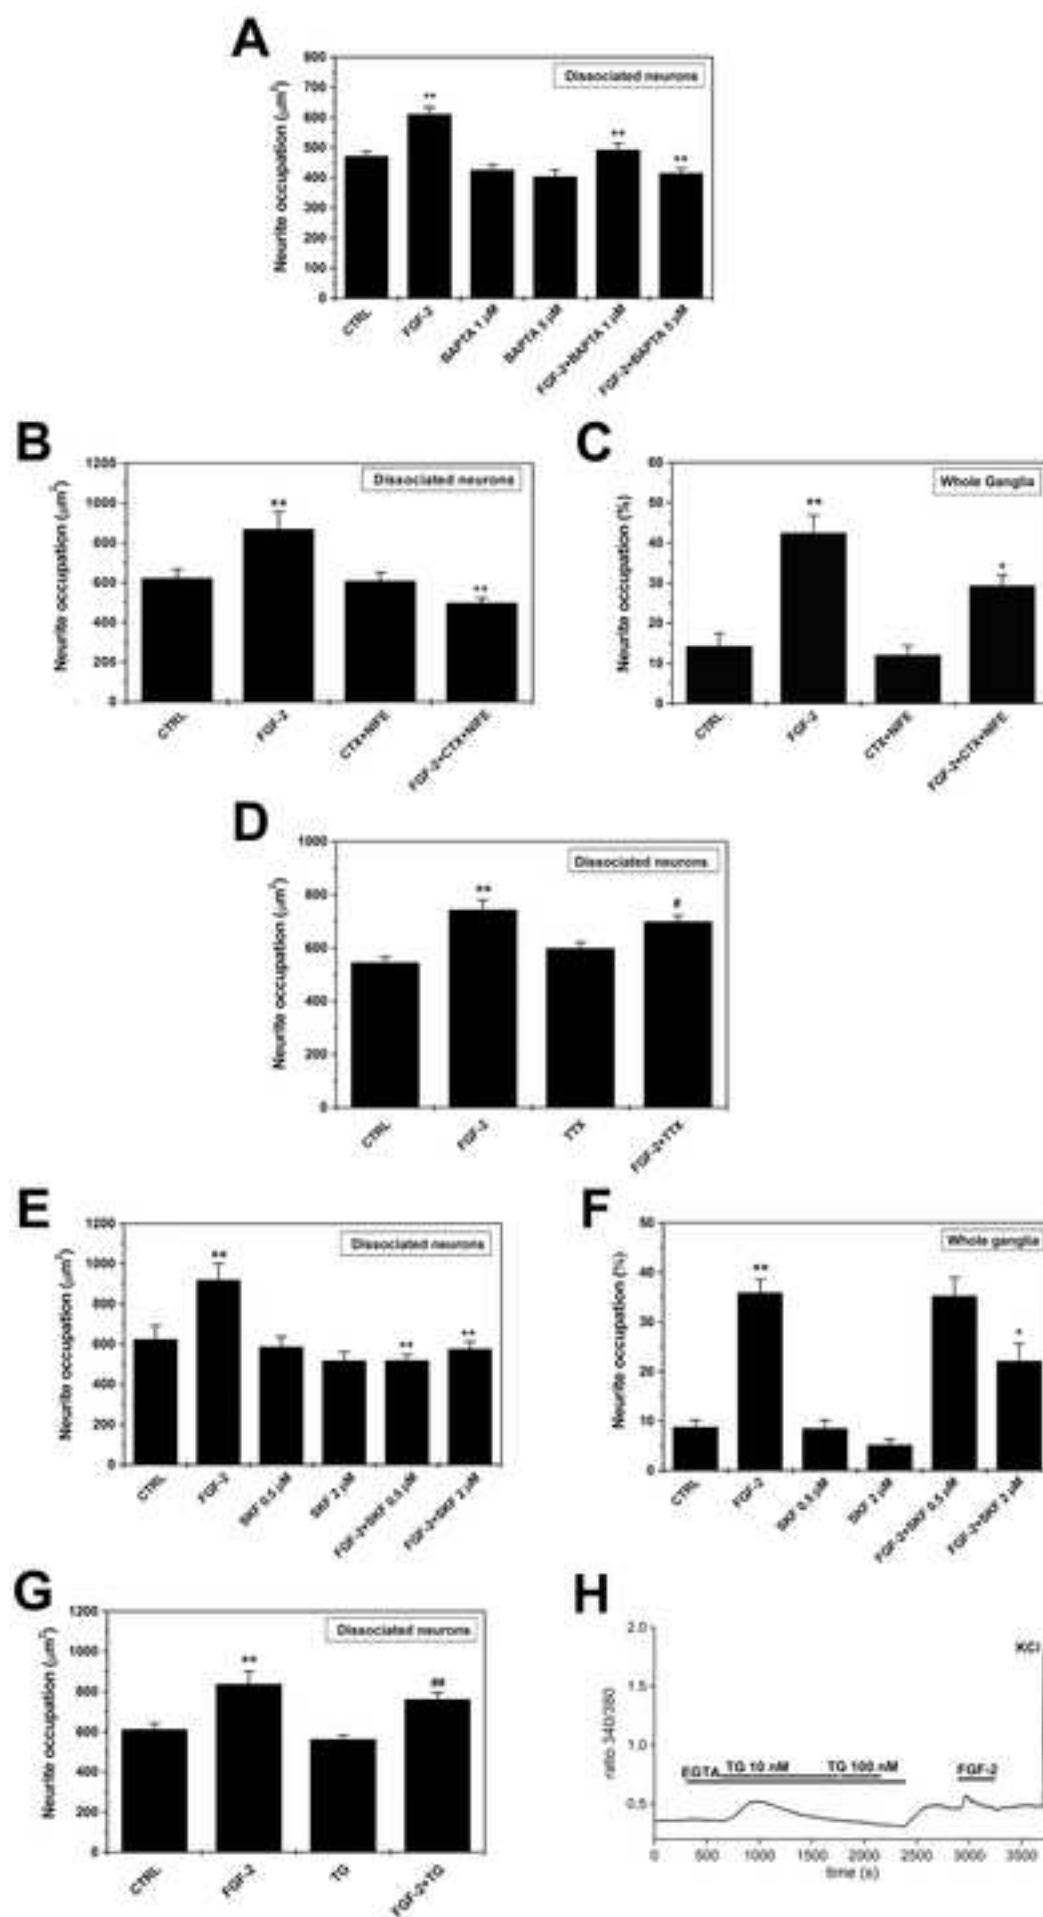 A
Dissociated neurons
Neurite occupation (µm²)
800
700
600
500
400
300
200
100
0
CTRL
FGF-2
BAPTA 1 µM
BAPTA 5 µM
FGF-2+BAPTA 1 µM
FGF-2+BAPTA 5 µM
**
++
++
B
Dissociated neurons
Neurite occupation (µm²)
1200
1000
800
600
400
200
0
CTRL
FGF-2
CTX+NIFE
FGF-2+CTX+NIFE
**
++
C
Whole Ganglia
Neurite occupation (%)
60
50
40
30
20
10
0
CTRL
FGF-2
CTX+NIFE
FGF-2+CTX+NIFE
**
+
D
Dissociated neurons
Neurite occupation (µm²)
1000
800
600
400
200
0
CTRL
FGF-2
TTX
FGF-2+TTX
**
#
E
Dissociated neurons
Neurite occupation (µm²)
1200
1000
800
600
400
200
0
CTRL
FGF-2
SKF 0.5 µM
SKF 2 µM
FGF-2+SKF 0.5 µM
FGF-2+SKF 2 µM
**
++
++
F
Whole ganglia
Neurite occupation (%)
50
40
30
20
10
0
CTRL
FGF-2
SKF 0.5 µM
SKF 2 µM
FGF-2+SKF 0.5 µM
FGF-2+SKF 2 µM
**
+
G
Dissociated neurons
Neurite occupation (µm²)
1200
1000
800
600
400
200
0
CTRL
FGF-2
TG
FGF-2+TG
**
##
H
ratio 340/380
2.0
1.5
1.0
0.5
KCl
EGTA
TG 10 nM
TG 100 nM
FGF-2
0 500 1000 1500 2000 2500 3000 3500
time (s)